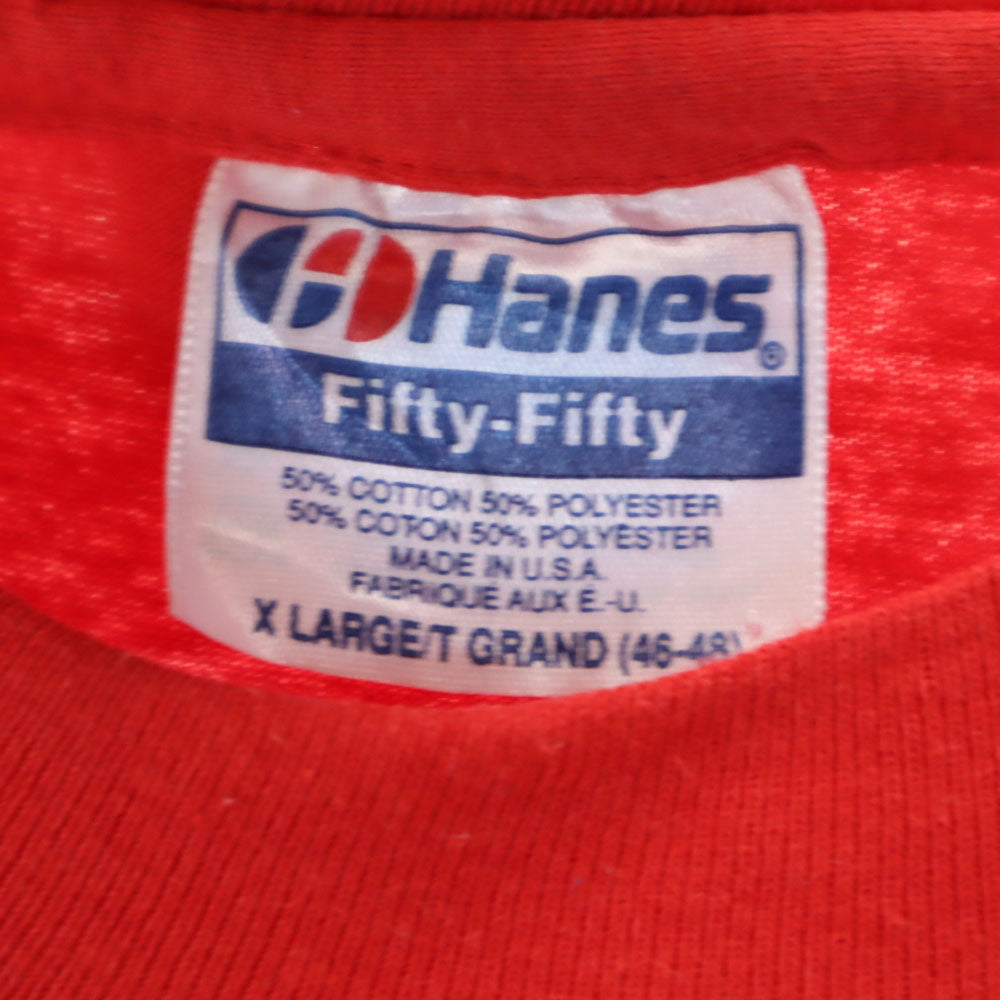 Hanes®
Fifty-Fifty
50% COTTON 50% POLYESTER
50% COTON 50% POLYESTER
MADE IN U.S.A.
FABRIQUE AUX É.-U.
X LARGE/T GRAND (46-48)